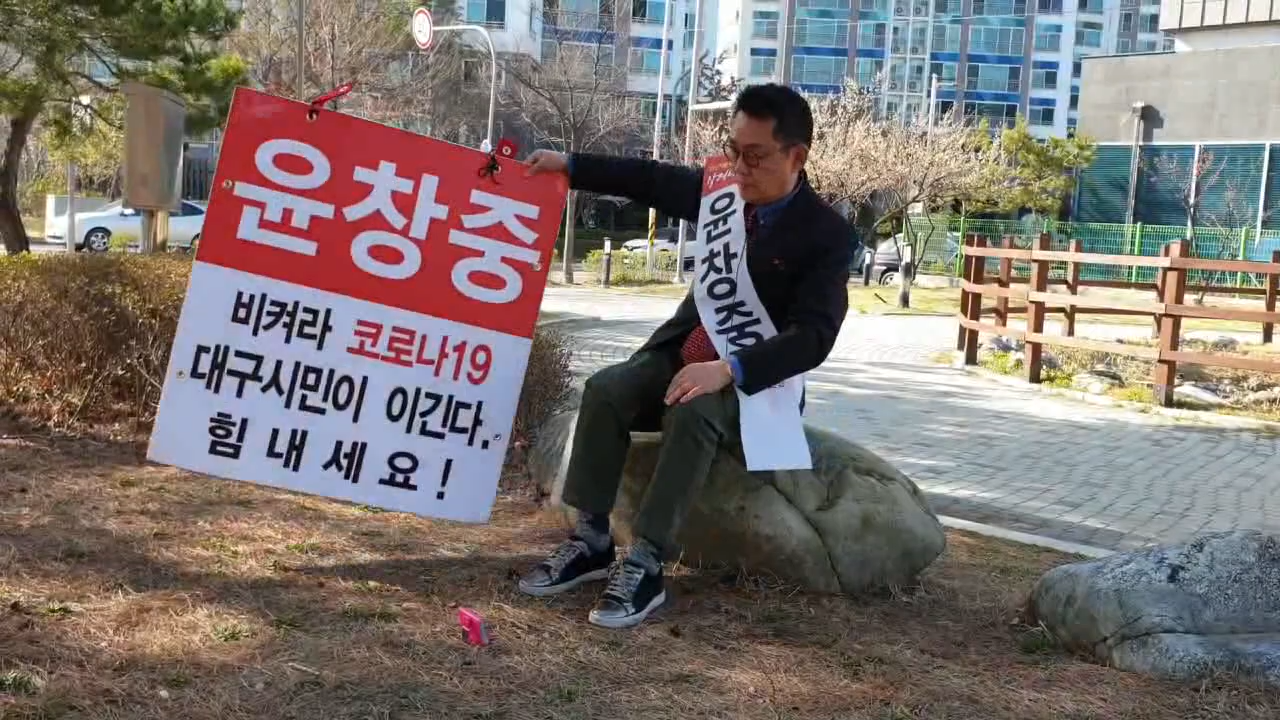 윤창중
비켜라 코로나19
대구시민이 이긴다.
힘 내 세 요 !
윤창중